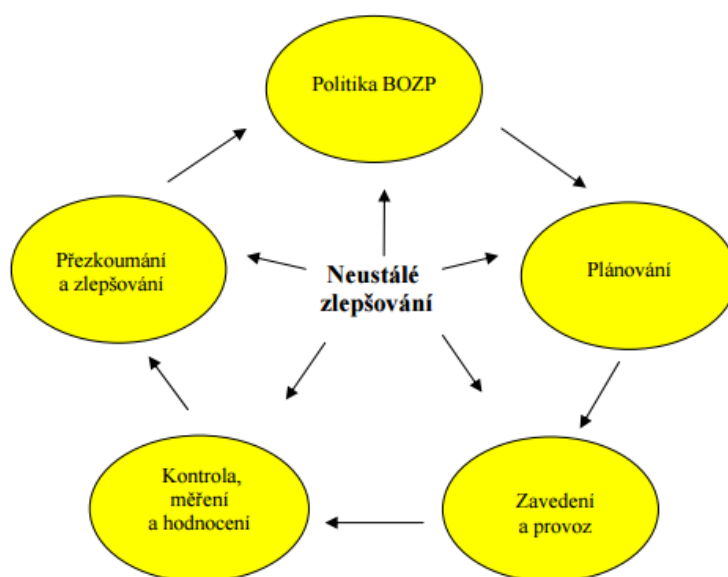 Politika BOZP
Přezkoumání
a zlepšování
Neustálé
zlepšování
Plánování
Kontrola,
měření
a hodnocení
Zavedení
a provoz